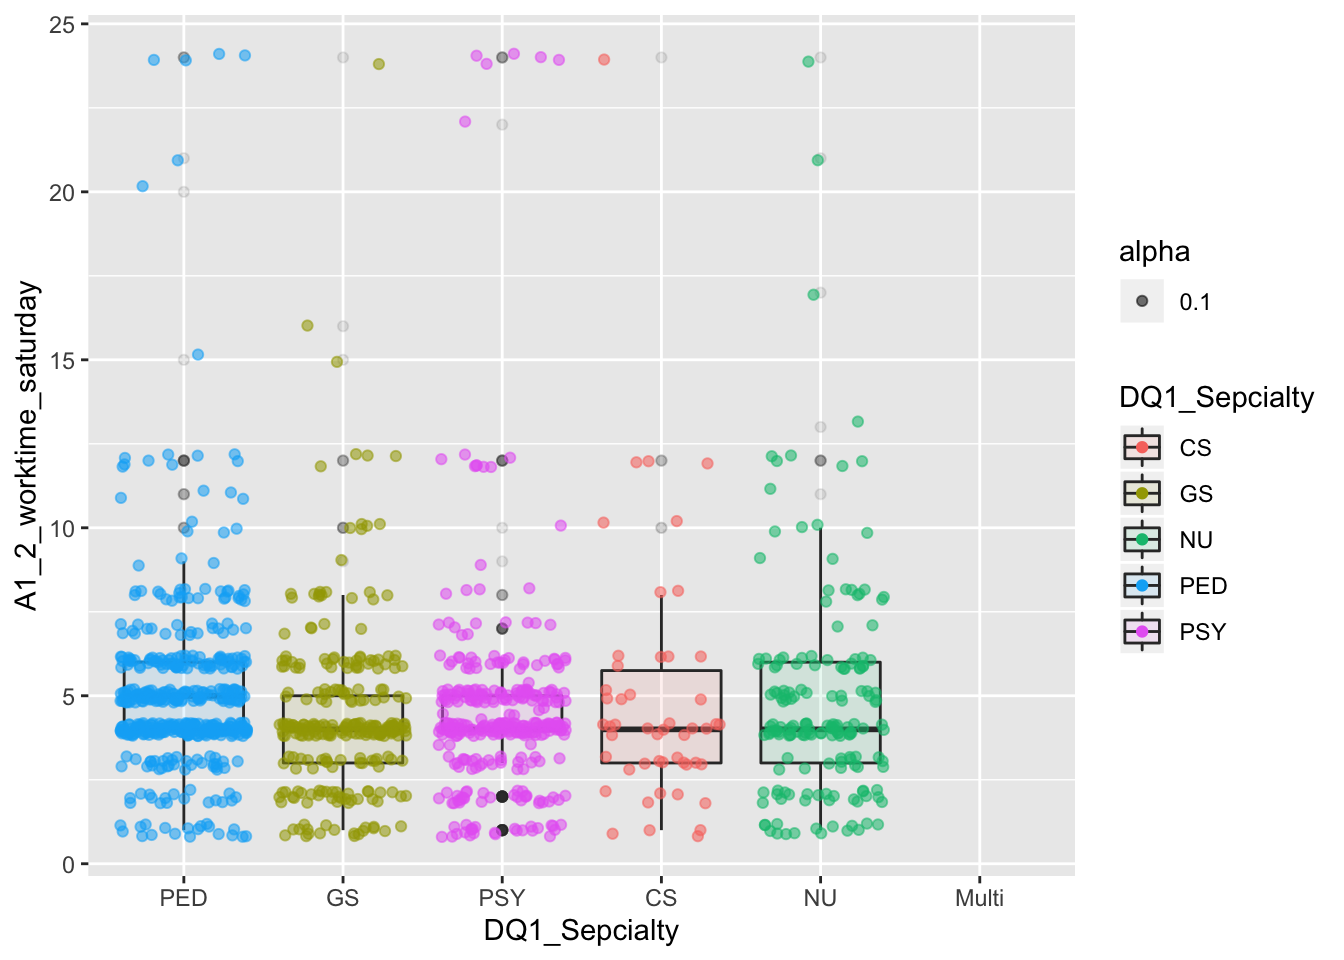 25
20
15
10
5
0
A1_2_worktime_saturday
PED GS PSY CS NU Multi
DQ1_Sepcialty
alpha
0.1
DQ1_Sepcialty
CS
GS
NU
PED
PSY